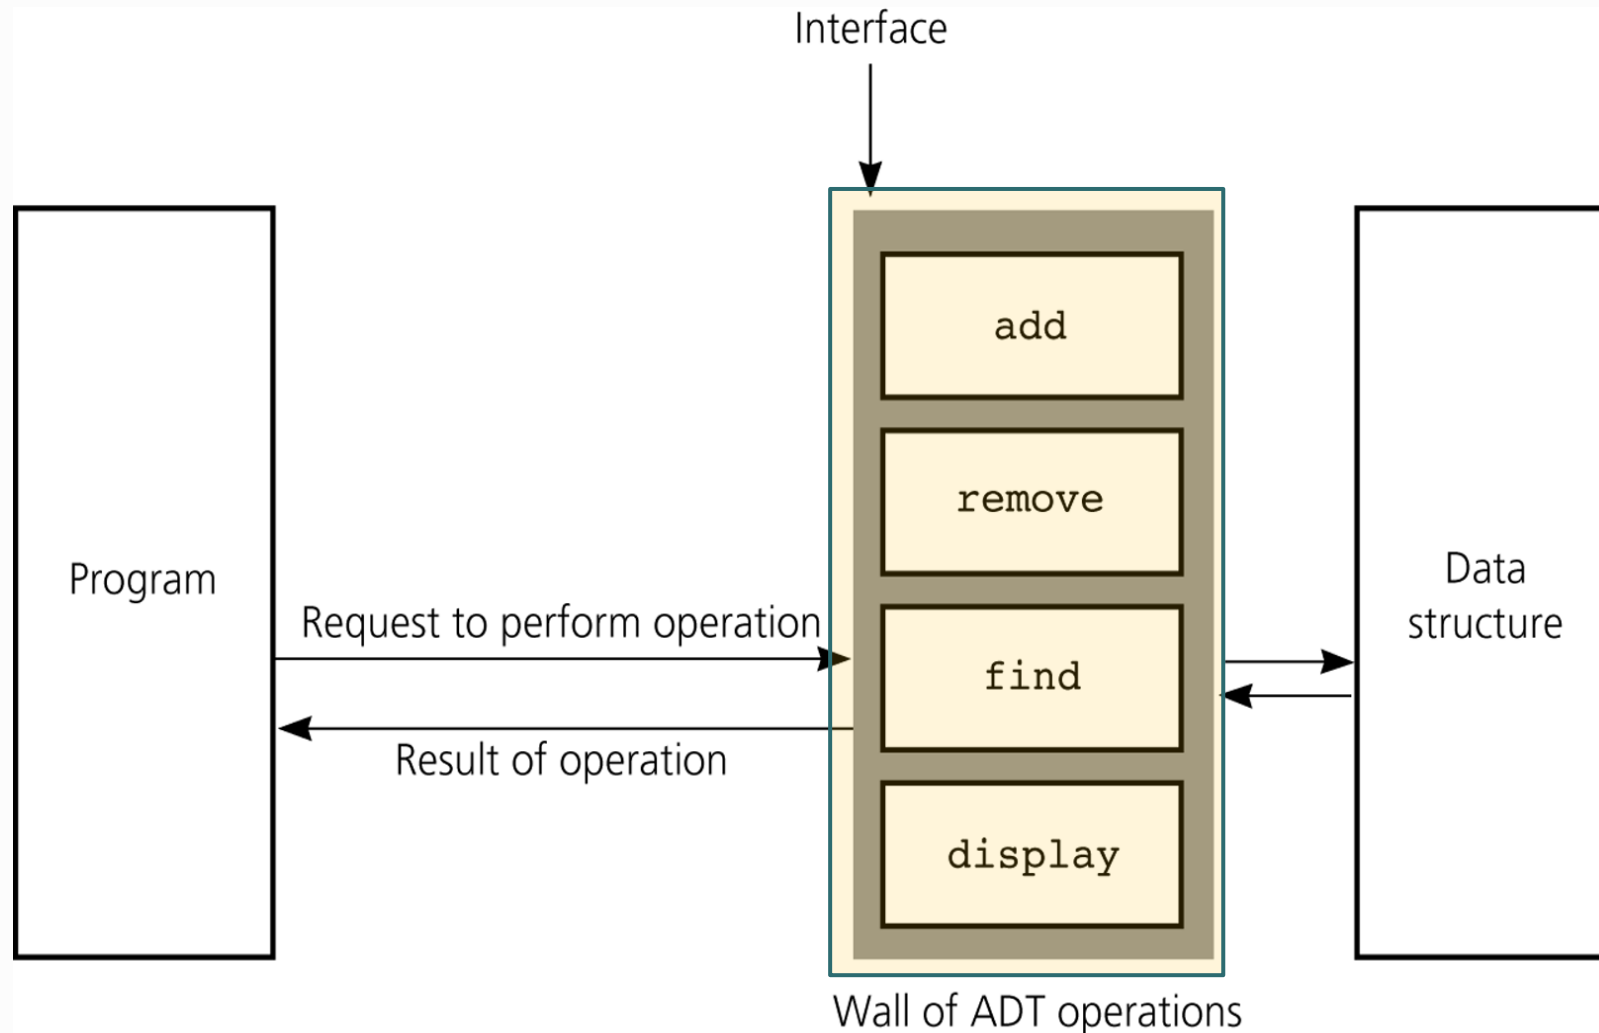 Interface
add
remove
find
display
Program
Request to perform operation
Result of operation
Data
structure
Wall of ADT operations